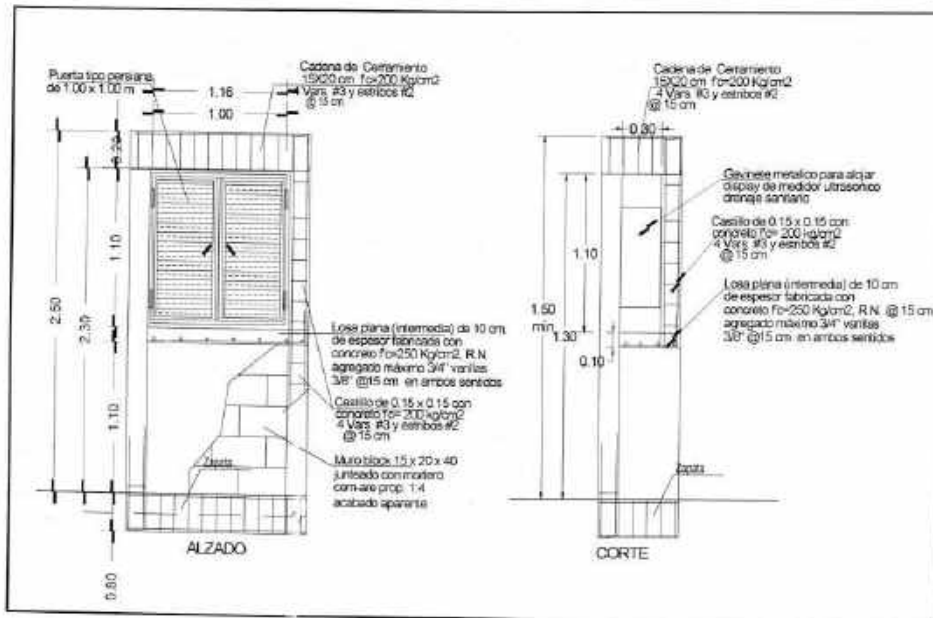 Puerta tipo persiana
de 1.00 x 1.00 m
Cadena de Cerramiento
15X20 cm f'c=200 Kg/cm2
4 Vars. #3 y estribos #2
@ 15 cm
1.16
1.00
0.20
1.10
2.50
2.30
1.10
0.80
Losa plana (intermedia) de 10 cm
de espesor fabricada con
concreto f'c=250 Kg/cm2, R.N.
agregado máximo 3/4" varillas
3/8" @15 cm en ambos sentidos
Castillo de 0.15 x 0.15 con
concreto f'c= 200 kg/cm2
4 Vars. #3 y estribos #2
@ 15 cm
Muro block 15 x 20 x 40
junteado con mortero
cem-are prop. 1:4
acabado aparente
Zapata
ALZADO
Cadena de Cerramiento
15X20 cm f'c=200 Kg/cm2
4 Vars. #3 y estribos #2
@ 15 cm
0.30
Gavinete metalico para alojar
display de medidor ultrasonico
drenaje sanitario
Castillo de 0.15 x 0.15 con
concreto f'c= 200 kg/cm2
4 Vars. #3 y estribos #2
@ 15 cm
1.10
Losa plana (intermedia) de 10 cm
de espesor fabricada con
concreto f'c=250 Kg/cm2, R.N. @ 15 cm
agregado máximo 3/4" varillas
3/8" @15 cm en ambos sentidos
1.50
min.
1.30
0.10
Zapata
CORTE